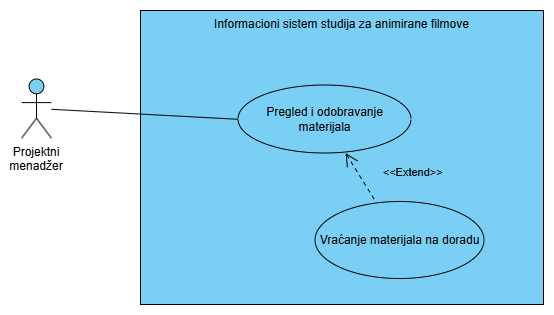 Informacioni sistem studija za animirane filmove
Pregled i odobravanje
materijala
Projektni
menadžer
<<Extend>>
Vraćanje materijala na doradu